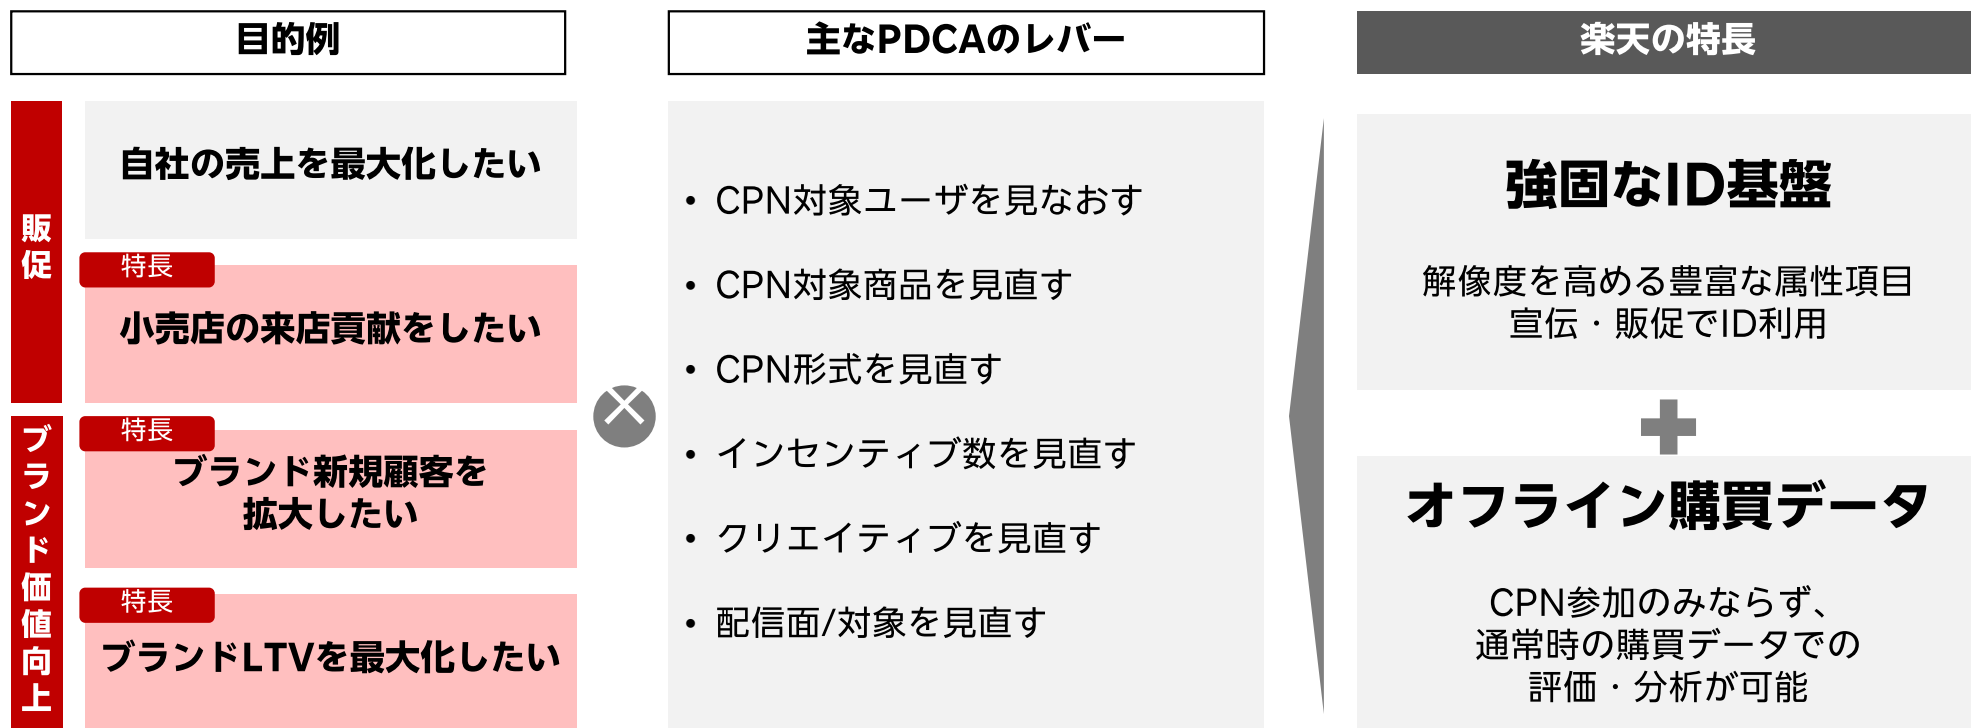 目的例
販促
自社の売上を最大化したい
特長
小売店の来店貢献をしたい
ブランド価値向上
特長
ブランド新規顧客を
拡大したい
特長
ブランドLTVを最大化したい
主なPDCAのレバー
• CPN対象ユーザを見なおす
• CPN対象商品を見直す
• CPN形式を見直す
• インセンティブ数を見直す
• クリエイティブを見直す
• 配信面/対象を見直す
楽天の特長
強固なID基盤
解像度を高める豊富な属性項目
宣伝・販促でID利用
オフライン購買データ
CPN参加のみならず、
通常時の購買データでの
評価・分析が可能